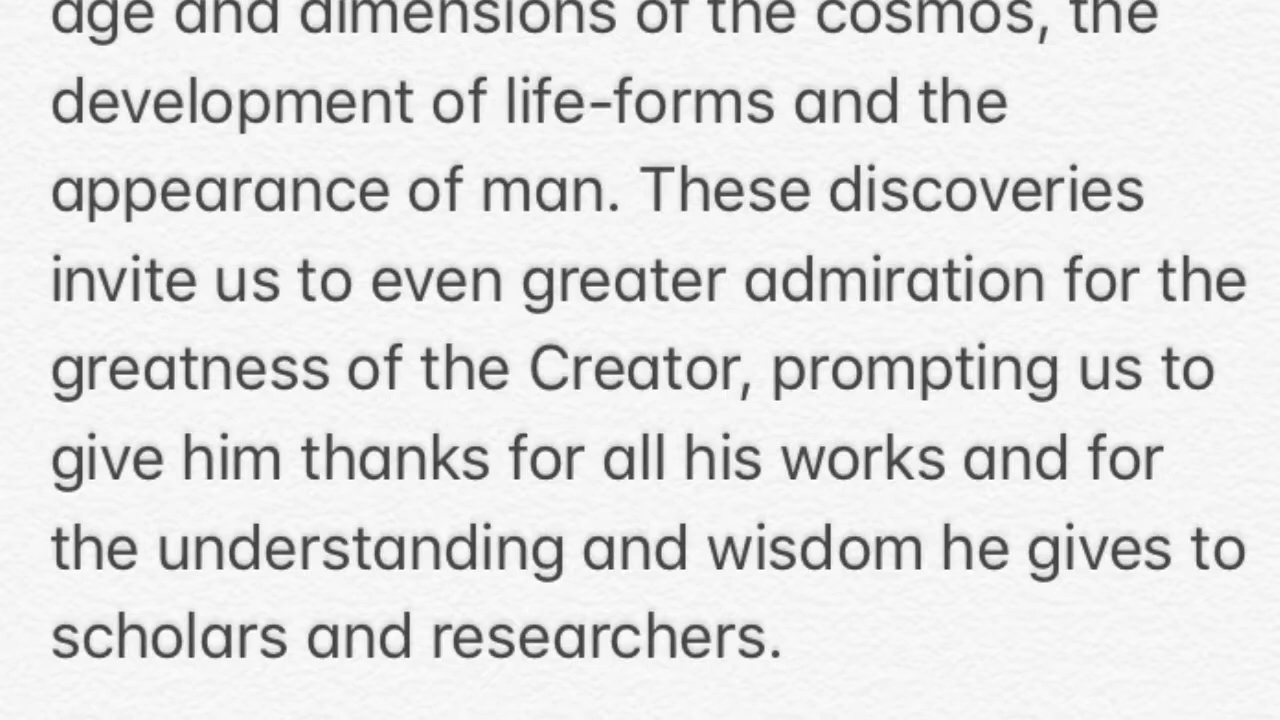 age and dimensions of the cosmos, the
development of life-forms and the
appearance of man. These discoveries
invite us to even greater admiration for the
greatness of the Creator, prompting us to
give him thanks for all his works and for
the understanding and wisdom he gives to
scholars and researchers.